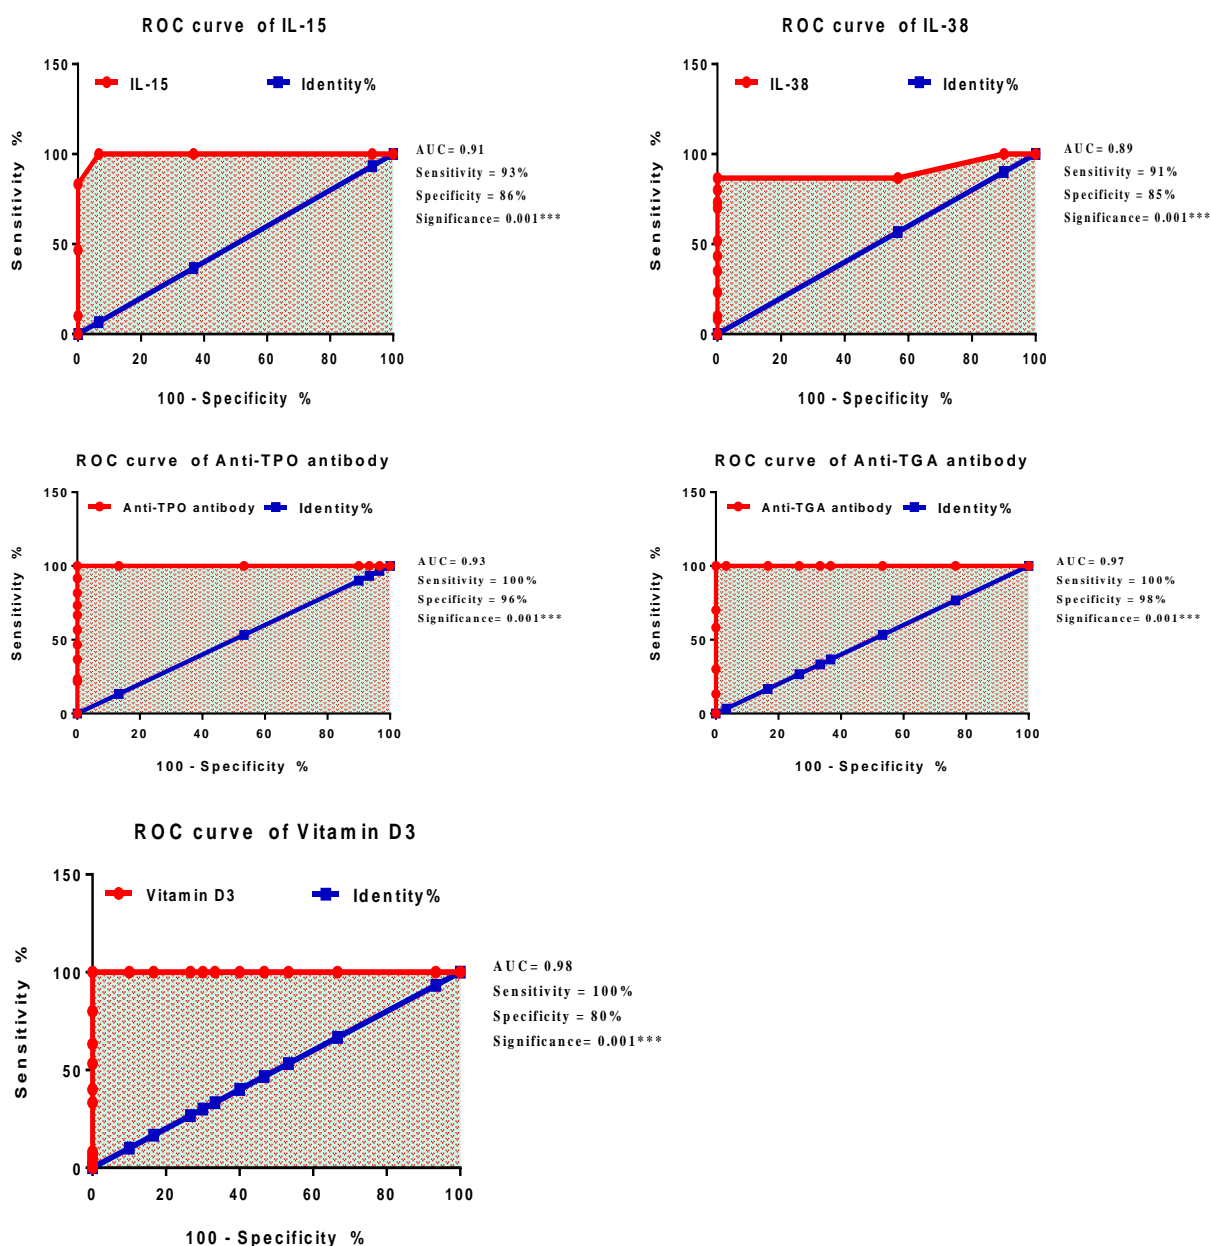 ROC curve of IL-15
IL-15
Identity%
150
100
50
0
Sensitivity %
0 20 40 60 80 100
100 - Specificity %
AUC= 0.91
Sensitivity = 93%
Specificity = 86%
Significance= 0.001***
ROC curve of IL-38
IL-38
Identity%
150
100
50
0
Sensitivity %
0 20 40 60 80 100
100 - Specificity %
AUC= 0.89
Sensitivity = 91%
Specificity = 85%
Significance= 0.001***
ROC curve of Anti-TPO antibody
Anti-TPO antibody
Identity%
150
100
50
0
Sensitivity %
0 20 40 60 80 100
100 - Specificity %
AUC= 0.93
Sensitivity = 100%
Specificity = 96%
Significance= 0.001***
ROC curve of Anti-TGA antibody
Anti-TGA antibody
Identity%
150
100
50
0
Sensitivity %
0 20 40 60 80 100
100 - Specificity %
AUC= 0.97
Sensitivity = 100%
Specificity = 98%
Significance= 0.001***
ROC curve of Vitamin D3
Vitamin D3
Identity%
150
100
50
0
Sensitivity %
0 20 40 60 80 100
100 - Specificity %
AUC= 0.98
Sensitivity = 100%
Specificity = 80%
Significance= 0.001***